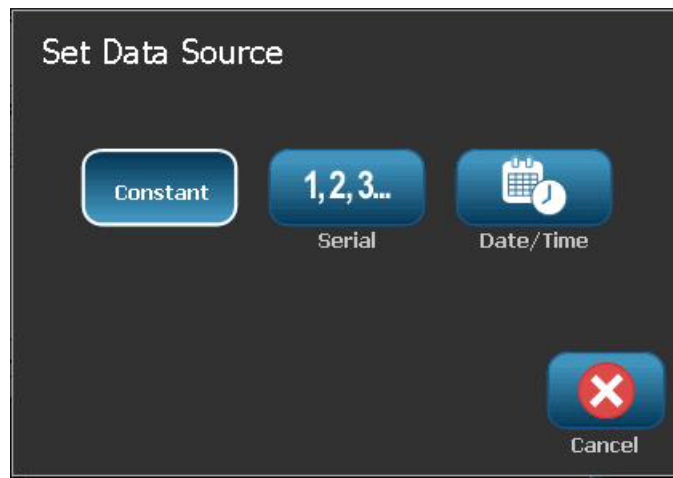 Set Data Source
Constant
1, 2, 3...
Serial
Date/Time
Cancel